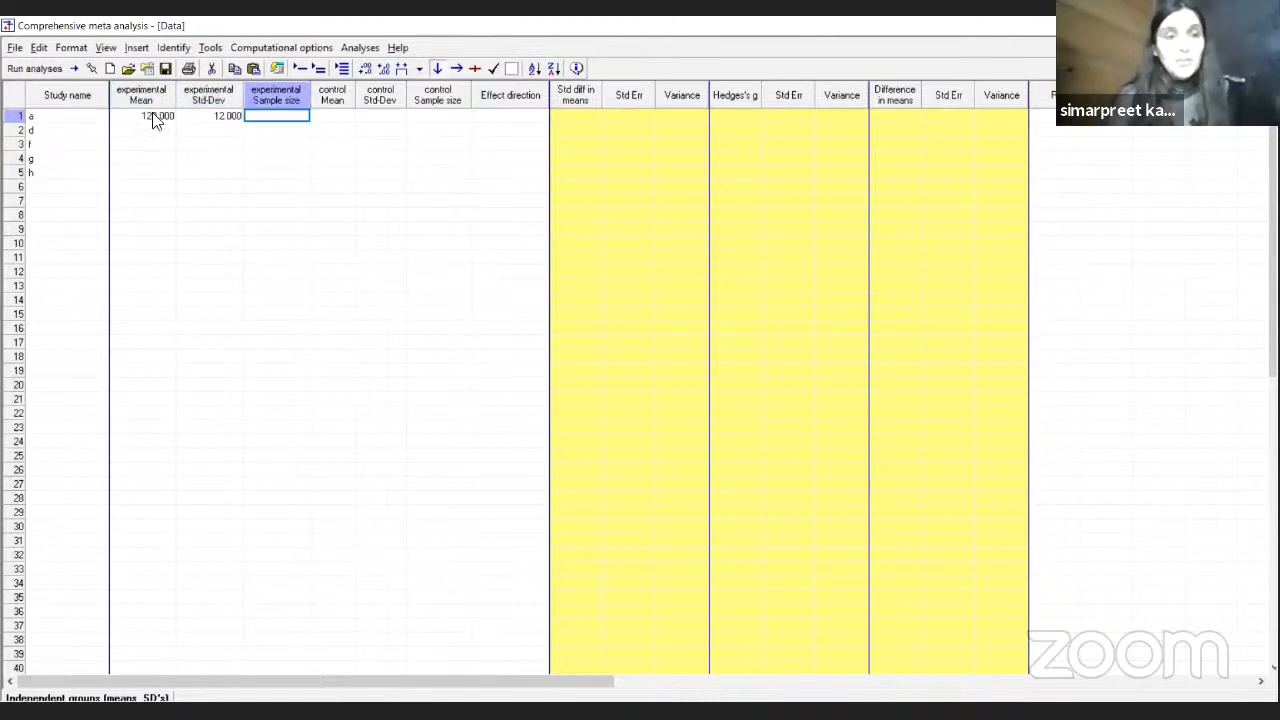 Comprehensive meta analysis - [Data]
File Edit Format View Insert Identify Tools Computational options Analyses Help
Run analyses
Study name
experimental Mean
experimental Std-Dev
experimental Sample size
control Mean
control Std-Dev
control Sample size
Effect direction
Std diff in means
Std Err
Variance
Hedges's g
Std Err
Variance
Difference in means
Std Err
Variance
1 a 12.000
2 d
3 f
4 g
5 h
6
7
8
9
10
11
12
13
14
15
16
17
18
19
20
21
22
23
24
25
26
27
28
29
30
31
32
33
34
35
36
37
38
39
40
Independent groups (means, SD's)
simarpreet ka...
zoom